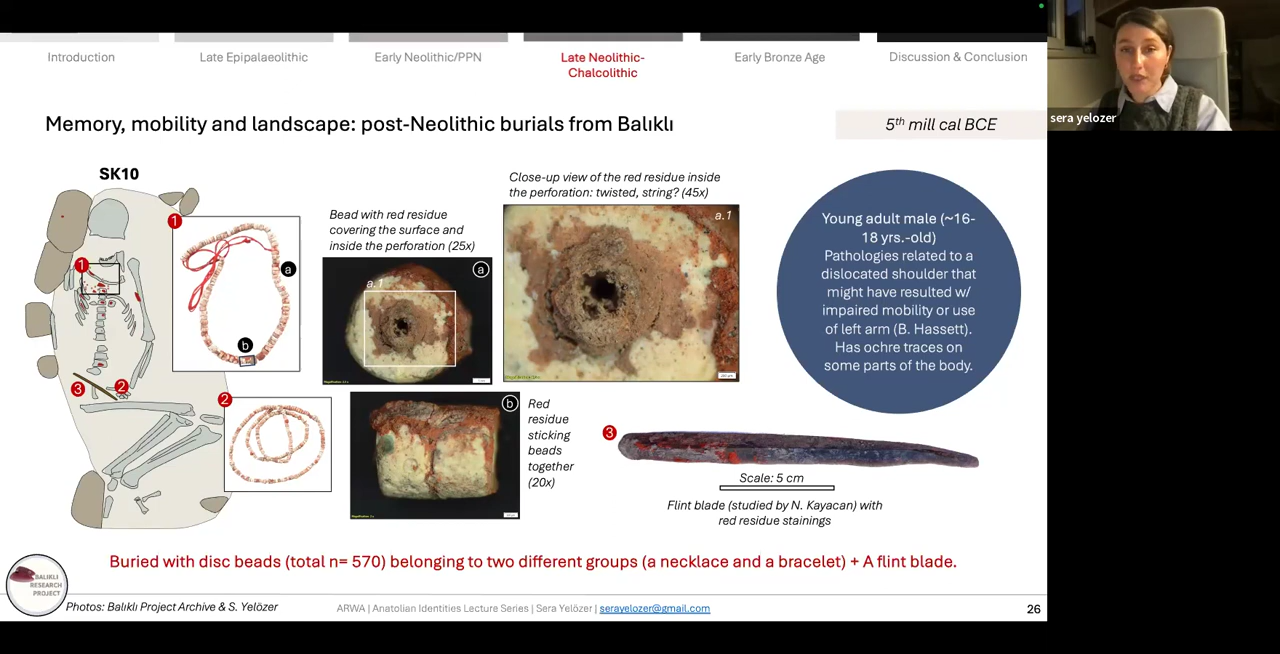 Introduction
Late Epipalaeolithic
Early Neolithic/PPN
Late Neolithic-
Chalcolithic
Early Bronze Age
Discussion & Conclusion
sera yelozer
Memory, mobility and landscape: post-Neolithic burials from Balıklı
5th mill cal BCE
SK10
1
1
a
b
3
2
2
Bead with red residue
covering the surface and
inside the perforation (25x)
a
a.1
Close-up view of the red residue inside
the perforation: twisted, string? (45x)
a.1
b
Red
residue
sticking
beads
together
(20x)
Young adult male (~16-
18 yrs.-old)
Pathologies related to a
dislocated shoulder that
might have resulted w/
impaired mobility or use
of left arm (B. Hassett).
Has ochre traces on
some parts of the body.
3
Scale: 5 cm
Flint blade (studied by N. Kayacan) with
red residue stainings
Buried with disc beads (total n= 570) belonging to two different groups (a necklace and a bracelet) + A flint blade.
BALIKLI
RESEARCH
PROJECT
Photos: Balıklı Project Archive & S. Yelözer
ARWA | Anatolian Identities Lecture Series | Sera Yelözer | serayelozer@gmail.com
26